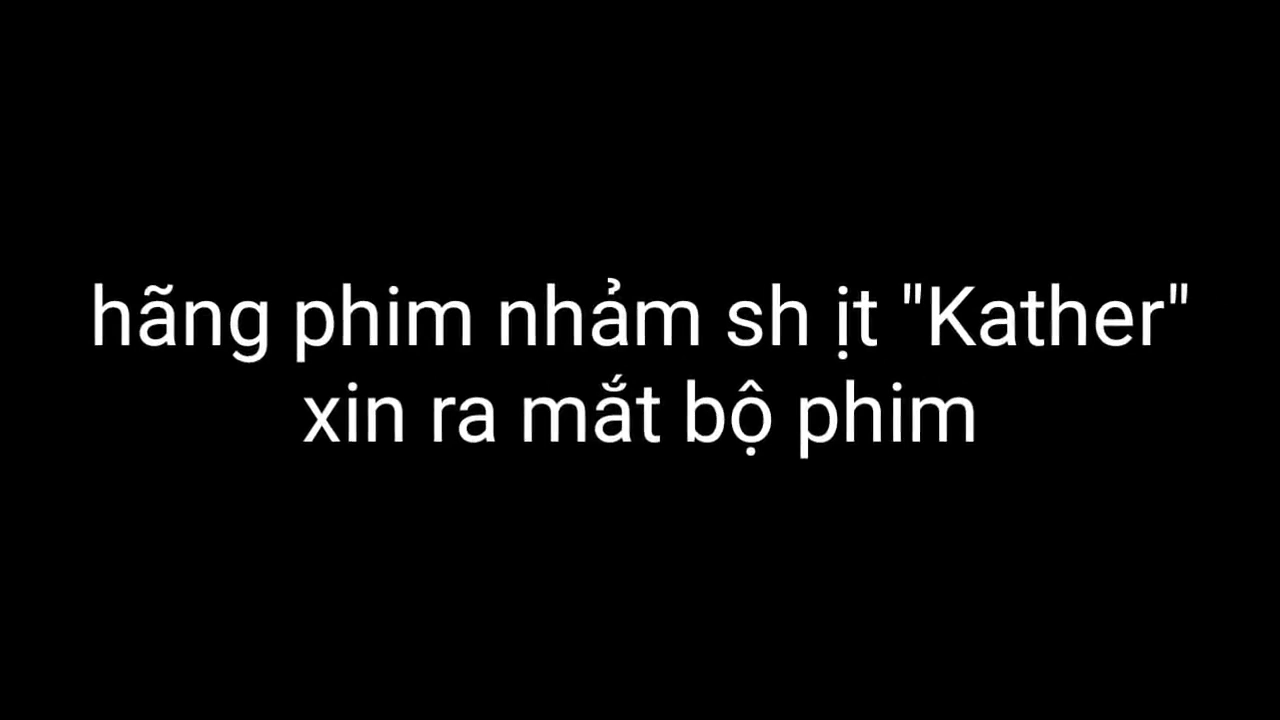 hãng phim nhảm sh ịt "Kather"
xin ra mắt bộ phim